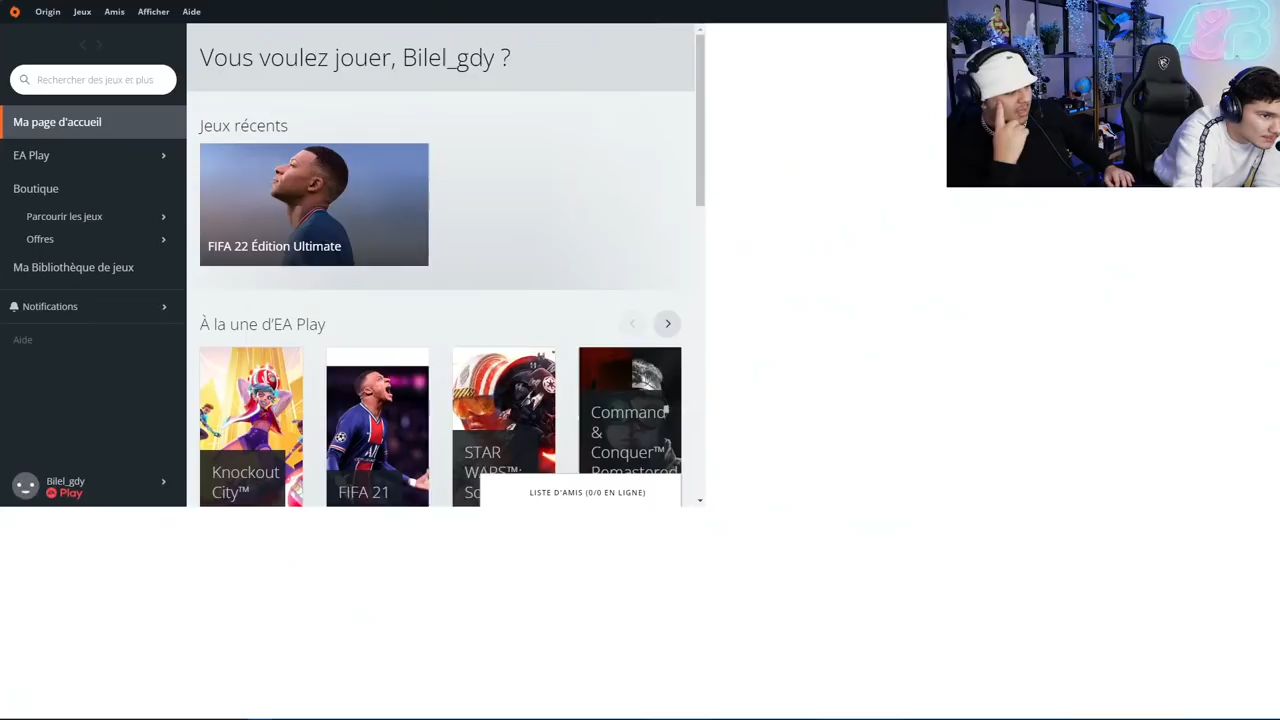 Origin Jeux Amis Afficher Aide
Rechercher des jeux et plus
Ma page d'accueil
EA Play
Boutique
Parcourir les jeux
Offres
Ma Bibliothèque de jeux
Notifications
Aide
Bilel_gdy
EA Play
Vous voulez jouer, Bilel_gdy ?
Jeux récents
FIFA 22 Édition Ultimate
À la une d'EA Play
Knockout
City™
FIFA 21
STAR
WARS™:
Command
&
Conquer™
Remastered
LISTE D'AMIS (0/0 EN LIGNE)
A&B